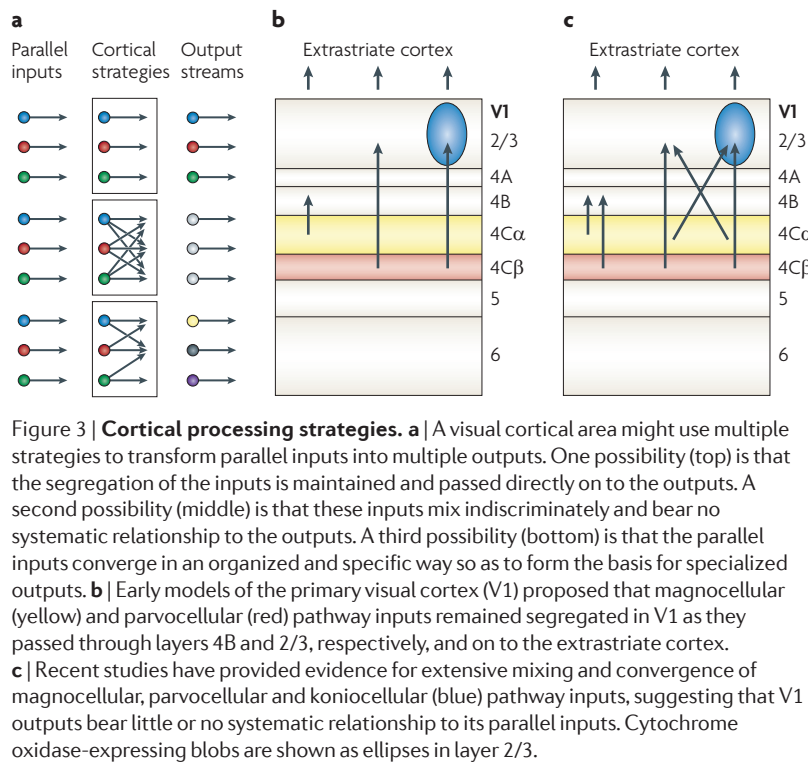 a
Parallel inputs
Cortical strategies
Output streams
b
Extrastriate cortex
V1
2/3
4A
4B
4Cα
4Cβ
5
6
c
Extrastriate cortex
V1
2/3
4A
4B
4Cα
4Cβ
5
6
Figure 3 | Cortical processing strategies. a | A visual cortical area might use multiple
strategies to transform parallel inputs into multiple outputs. One possibility (top) is that
the segregation of the inputs is maintained and passed directly on to the outputs. A
second possibility (middle) is that these inputs mix indiscriminately and bear no
systematic relationship to the outputs. A third possibility (bottom) is that the parallel
inputs converge in an organized and specific way so as to form the basis for specialized
outputs. b | Early models of the primary visual cortex (V1) proposed that magnocellular
(yellow) and parvocellular (red) pathway inputs remained segregated in V1 as they
passed through layers 4B and 2/3, respectively, and on to the extrastriate cortex.
c | Recent studies have provided evidence for extensive mixing and convergence of
magnocellular, parvocellular and koniocellular (blue) pathway inputs, suggesting that V1
outputs bear little or no systematic relationship to its parallel inputs. Cytochrome
oxidase-expressing blobs are shown as ellipses in layer 2/3.